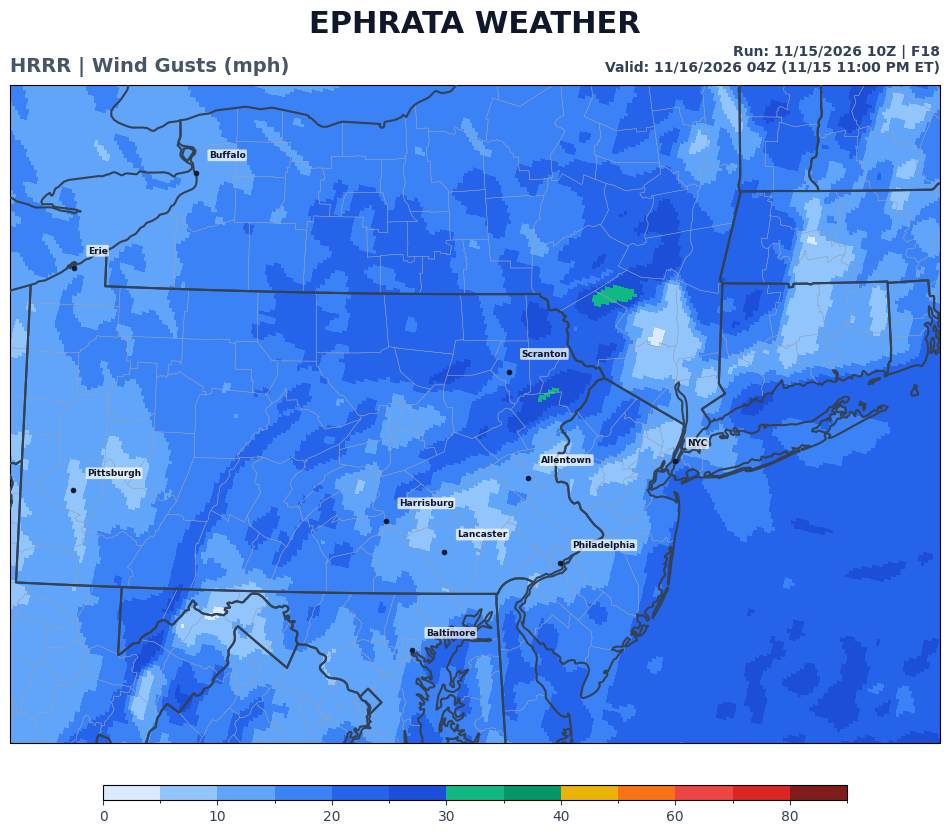 EPHRATA WEATHER
Run: 11/15/2026 10Z | F18
HRRR | Wind Gusts (mph)
Valid: 11/16/2026 04Z (11/15 11:00 PM ET)
Buffalo
Erie
Scranton
NYC
Allentown
Pittsburgh
Harrisburg
Lancaster
Philadelphia
Baltimore
0 10 20 30 40 50 60 70 80